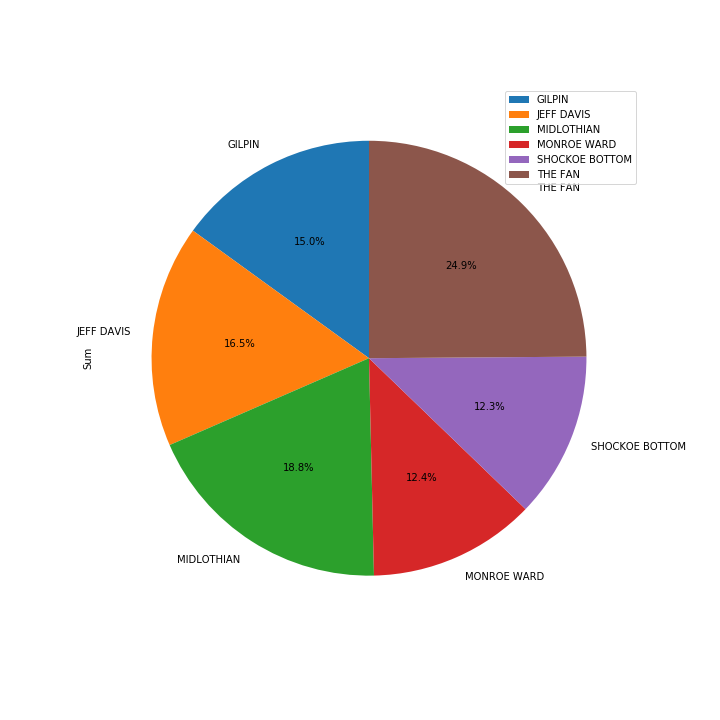 GILPIN
JEFF DAVIS
MIDLOTHIAN
MONROE WARD
SHOCKOE BOTTOM
THE FAN
THE FAN
GILPIN
15.0%
24.9%
JEFF DAVIS
16.5%
Sum
12.3%
SHOCKOE BOTTOM
18.8%
12.4%
MIDLOTHIAN
MONROE WARD